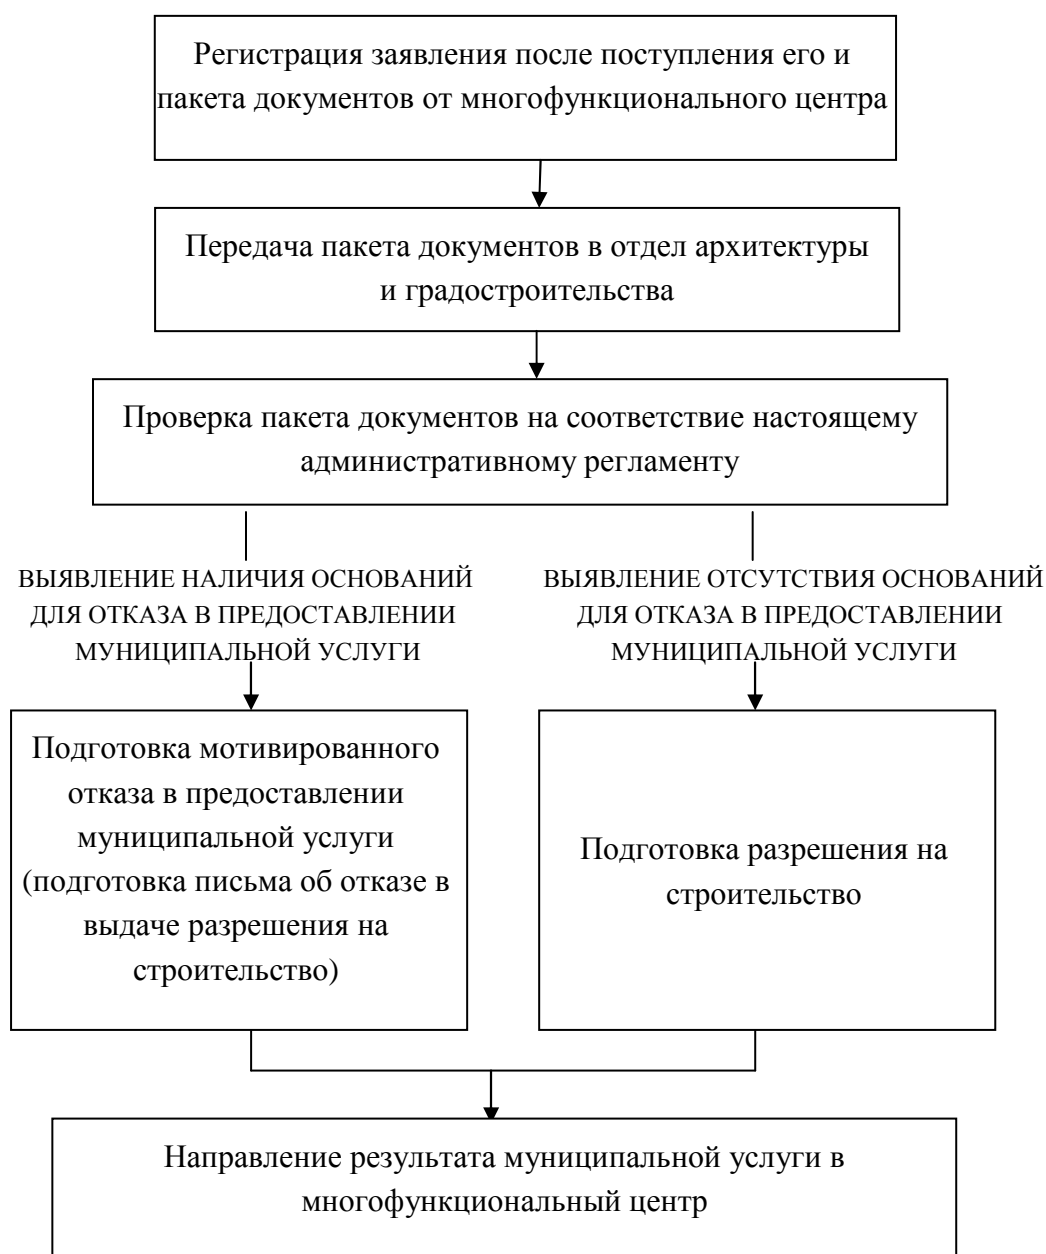 Регистрация заявления после поступления его и
пакета документов от многофункционального центра
Передача пакета документов в отдел архитектуры
и градостроительства
Проверка пакета документов на соответствие настоящему
административному регламенту
ВЫЯВЛЕНИЕ НАЛИЧИЯ ОСНОВАНИЙ
ДЛЯ ОТКАЗА В ПРЕДОСТАВЛЕНИИ
МУНИЦИПАЛЬНОЙ УСЛУГИ
ВЫЯВЛЕНИЕ ОТСУТСТВИЯ ОСНОВАНИЙ
ДЛЯ ОТКАЗА В ПРЕДОСТАВЛЕНИИ
МУНИЦИПАЛЬНОЙ УСЛУГИ
Подготовка мотивированного
отказа в предоставлении
муниципальной услуги
(подготовка письма об отказе в
выдаче разрешения на
строительство)
Подготовка разрешения на
строительство
Направление результата муниципальной услуги в
многофункциональный центр